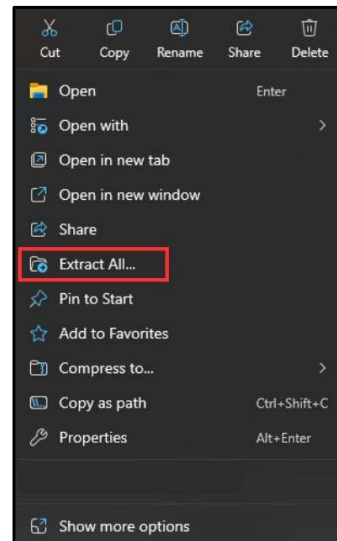 Cut Copy Rename Share Delete
Open Enter
Open with
Open in new tab
Open in new window
Share
Extract All...
Pin to Start
Add to Favorites
Compress to...
Copy as path Ctrl+Shift+C
Properties Alt+Enter
Show more options